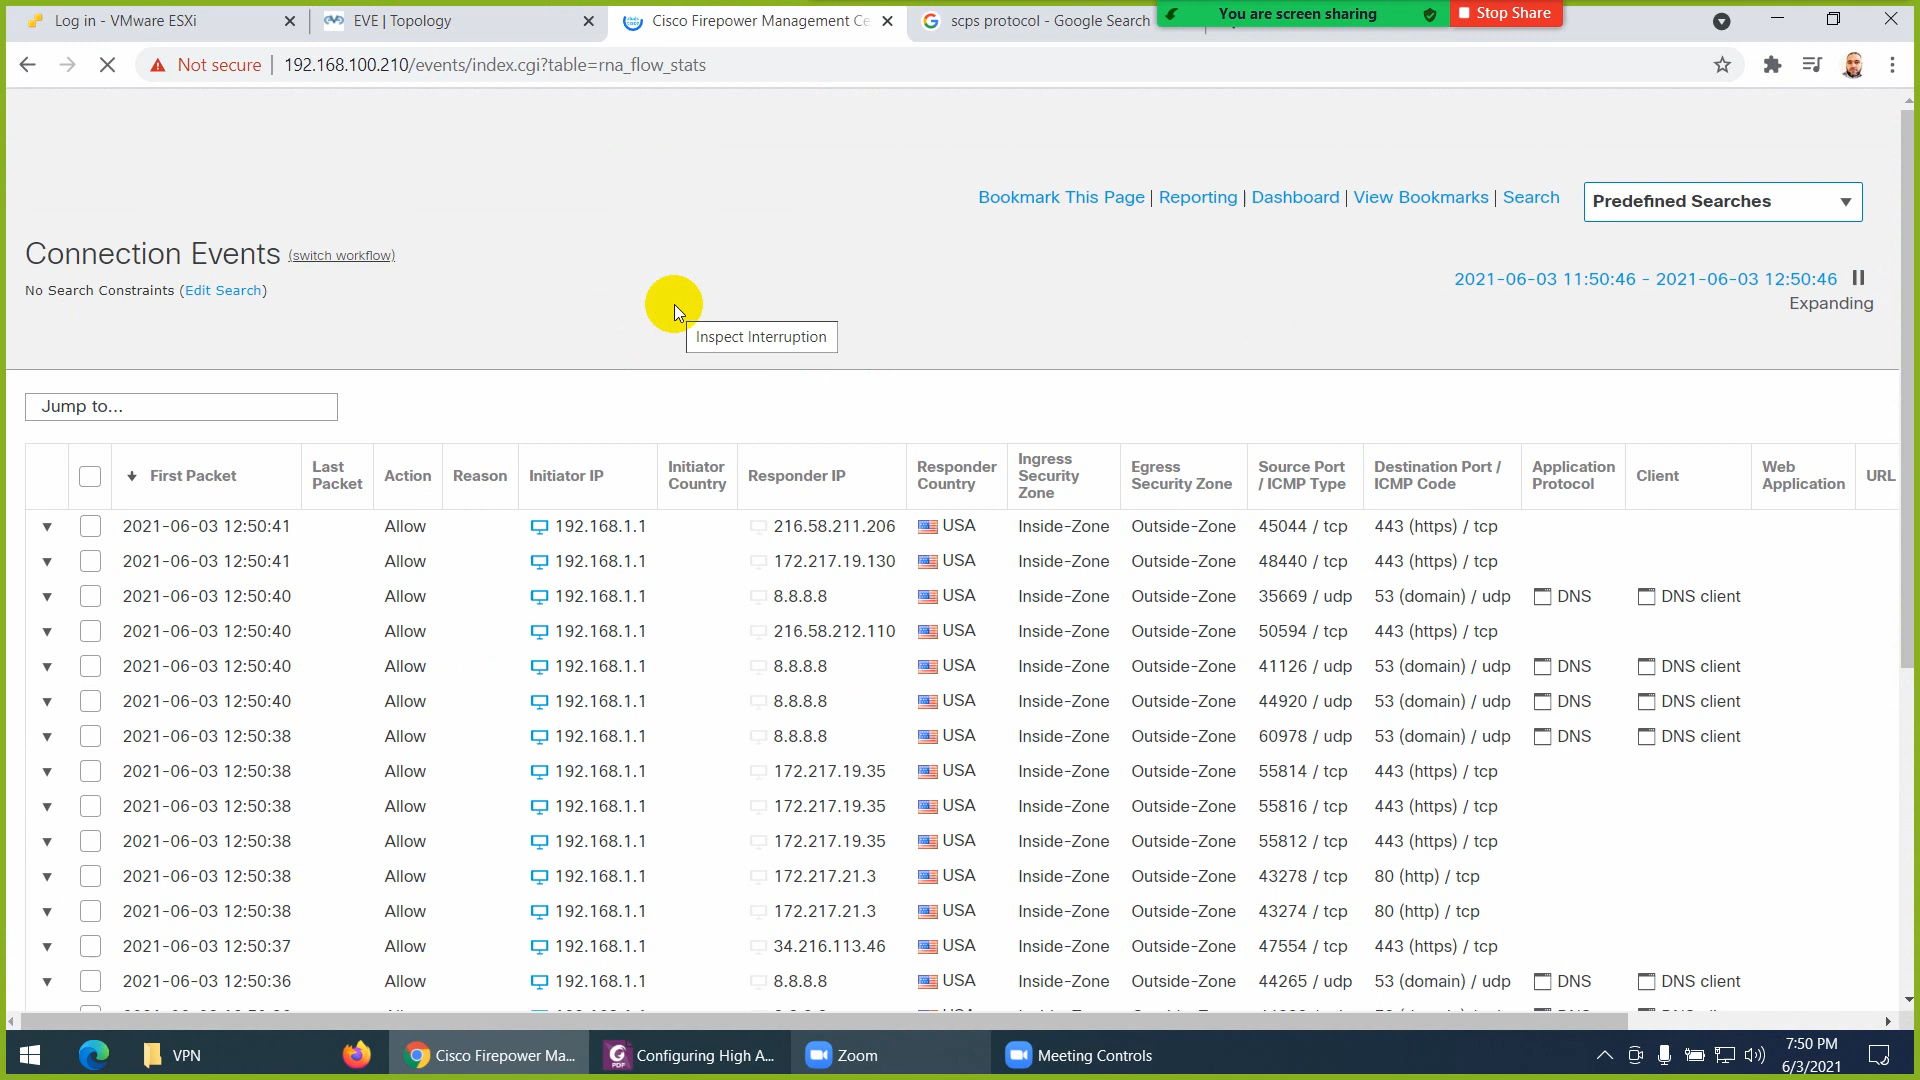 Log in - VMware ESXi
EVE | Topology
Cisco Firepower Management Ce
scps protocol - Google Search
You are screen sharing
Stop Share
Not secure
192.168.100.210/events/index.cgi?table=rna_flow_stats
Bookmark This Page | Reporting | Dashboard | View Bookmarks | Search
Predefined Searches
Connection Events (switch workflow)
No Search Constraints (Edit Search)
2021-06-03 11:50:46 - 2021-06-03 12:50:46
Expanding
Inspect Interruption
Jump to...
First Packet Last Packet Action Reason Initiator IP Initiator Country Responder IP Responder Country Ingress Security Zone Egress Security Zone Source Port / ICMP Type Destination Port / ICMP Code Application Protocol Client Web Application URL
2021-06-03 12:50:41 Allow 192.168.1.1 216.58.211.206 USA Inside-Zone Outside-Zone 45044 / tcp 443 (https) / tcp
2021-06-03 12:50:41 Allow 192.168.1.1 172.217.19.130 USA Inside-Zone Outside-Zone 48440 / tcp 443 (https) / tcp
2021-06-03 12:50:40 Allow 192.168.1.1 8.8.8.8 USA Inside-Zone Outside-Zone 35669 / udp 53 (domain) / udp DNS DNS client
2021-06-03 12:50:40 Allow 192.168.1.1 216.58.212.110 USA Inside-Zone Outside-Zone 50594 / tcp 443 (https) / tcp
2021-06-03 12:50:40 Allow 192.168.1.1 8.8.8.8 USA Inside-Zone Outside-Zone 41126 / udp 53 (domain) / udp DNS DNS client
2021-06-03 12:50:40 Allow 192.168.1.1 8.8.8.8 USA Inside-Zone Outside-Zone 44920 / udp 53 (domain) / udp DNS DNS client
2021-06-03 12:50:38 Allow 192.168.1.1 8.8.8.8 USA Inside-Zone Outside-Zone 60978 / udp 53 (domain) / udp DNS DNS client
2021-06-03 12:50:38 Allow 192.168.1.1 172.217.19.35 USA Inside-Zone Outside-Zone 55814 / tcp 443 (https) / tcp
2021-06-03 12:50:38 Allow 192.168.1.1 172.217.19.35 USA Inside-Zone Outside-Zone 55816 / tcp 443 (https) / tcp
2021-06-03 12:50:38 Allow 192.168.1.1 172.217.19.35 USA Inside-Zone Outside-Zone 55812 / tcp 443 (https) / tcp
2021-06-03 12:50:38 Allow 192.168.1.1 172.217.21.3 USA Inside-Zone Outside-Zone 43278 / tcp 80 (http) / tcp
2021-06-03 12:50:38 Allow 192.168.1.1 172.217.21.3 USA Inside-Zone Outside-Zone 43274 / tcp 80 (http) / tcp
2021-06-03 12:50:37 Allow 192.168.1.1 34.216.113.46 USA Inside-Zone Outside-Zone 47554 / tcp 443 (https) / tcp
2021-06-03 12:50:36 Allow 192.168.1.1 8.8.8.8 USA Inside-Zone Outside-Zone 44265 / udp 53 (domain) / udp DNS DNS client
VPN
Cisco Firepower Ma...
Configuring High A...
Zoom
Meeting Controls
7:50 PM
6/3/2021